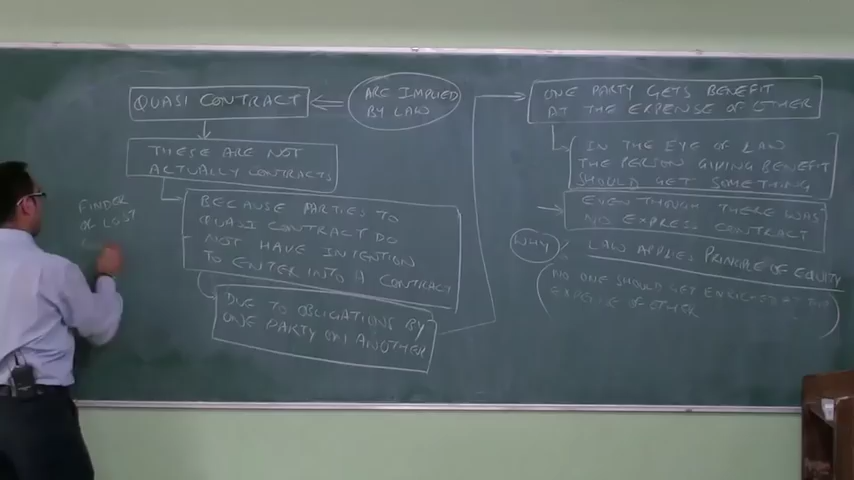 QUASI CONTRACT
ARE IMPLIED
BY LAW
THESE ARE NOT
ACTUALLY CONTRACTS
BECAUSE PARTIES TO
QUASI CONTRACT DO
NOT HAVE INTENTION
TO ENTER INTO A CONTRACT
DUE TO OBLIGATIONS BY
ONE PARTY ON ANOTHER
FINDER
OF LOST
ONE PARTY GETS BENEFIT
AT THE EXPENSE OF OTHER
IN THE EYE OF LAW
THE PERSON GIVING BENEFIT
SHOULD GET SOMETHING
EVEN THOUGH THERE WAS
NO EXPRESS CONTRACT
WHY
LAW APPLIES PRINCIPLE OF EQUITY
NO ONE SHOULD GET ENRICHED AT THE
EXPENSE OF OTHER